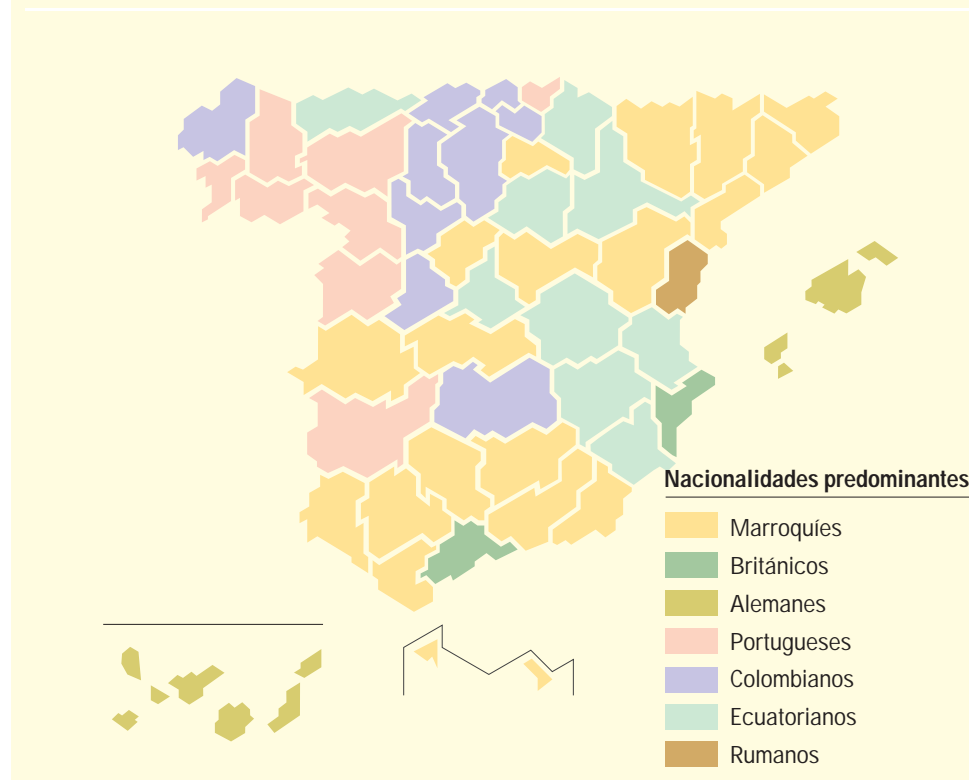 Nacionalidades predominantes
Marroquíes
Británicos
Alemanes
Portugueses
Colombianos
Ecuatorianos
Rumanos